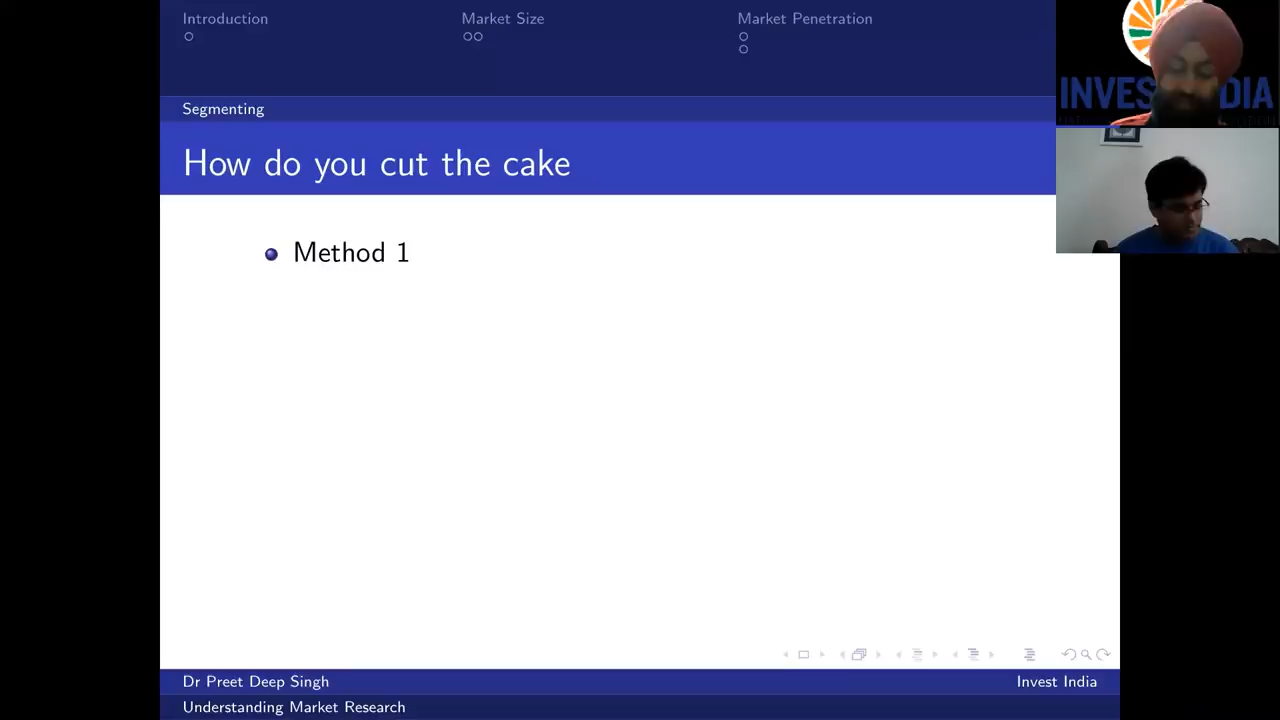 Introduction
Market Size
Market Penetration
Segmenting
How do you cut the cake
Method 1
Dr Preet Deep Singh
Invest India
Understanding Market Research